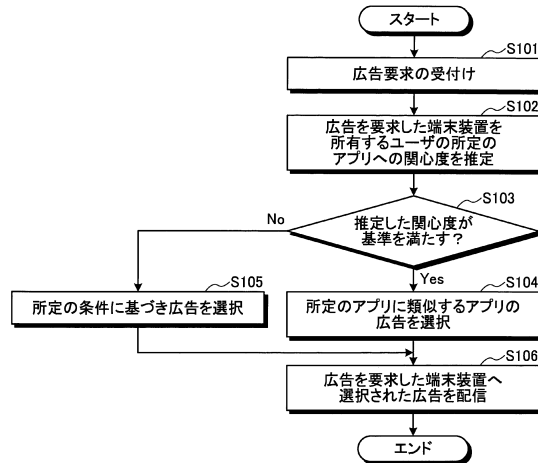 スタート
S101
広告要求の受付け
S102
広告を要求した端末装置を
所有するユーザの所定の
アプリへの関心度を推定
S103
推定した関心度が
基準を満たす?
No
Yes
S105
所定の条件に基づき広告を選択
S104
所定のアプリに類似するアプリの
広告を選択
S106
広告を要求した端末装置へ
選択された広告を配信
エンド